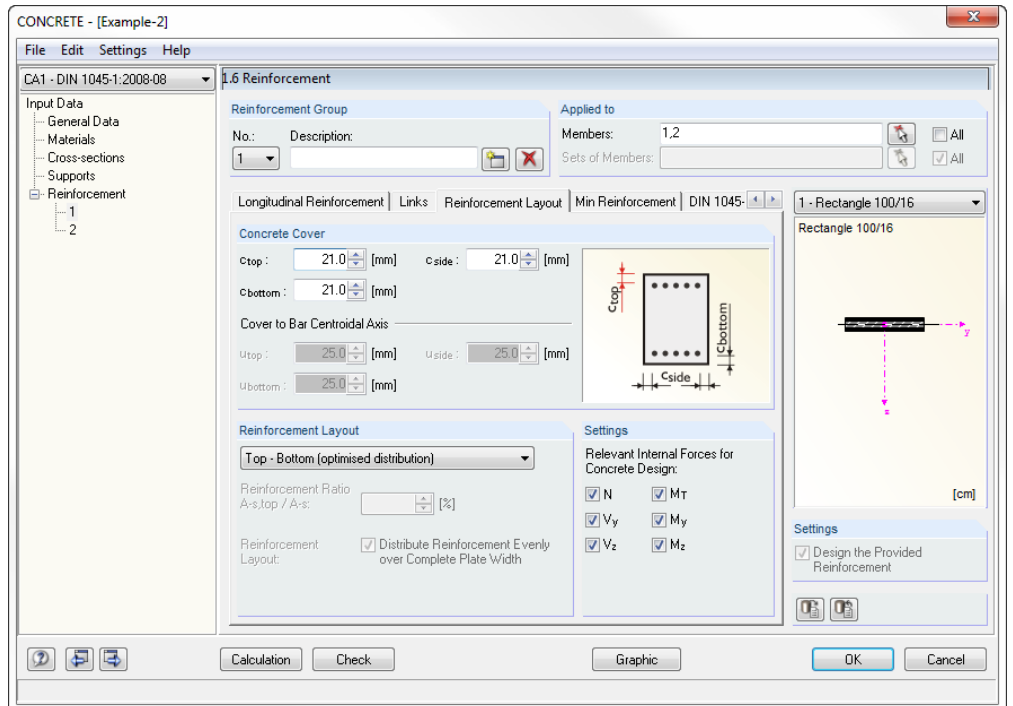 CONCRETE - [Example-2]
x
File Edit Settings Help
CA1 - DIN 1045-1:2008-08
1.6 Reinforcement
Input Data
General Data
Materials
Cross-sections
Supports
Reinforcement
1
2
Reinforcement Group
No.: Description:
1
Applied to
Members: 1,2 All
Sets of Members: All
Longitudinal Reinforcement Links Reinforcement Layout Min Reinforcement DIN 1045-
Concrete Cover
Ctop : 21.0 [mm] C side : 21.0 [mm]
Cbottom : 21.0 [mm]
Cover to Bar Centroidal Axis
Utop : 25.0 [mm] U side : 25.0 [mm]
Ubottom : 25.0 [mm]
Ctop
Cbottom
Cside
Reinforcement Layout
Top - Bottom (optimised distribution)
Reinforcement Ratio
A-s,top / A-s: [%]
Reinforcement Distribute Reinforcement Evenly
Layout: over Complete Plate Width
Settings
Relevant Internal Forces for
Concrete Design:
N MT
Vy My
Vz Mz
1 - Rectangle 100/16
Rectangle 100/16
y
z
[cm]
Settings
Design the Provided
Reinforcement
Calculation Check Graphic OK Cancel